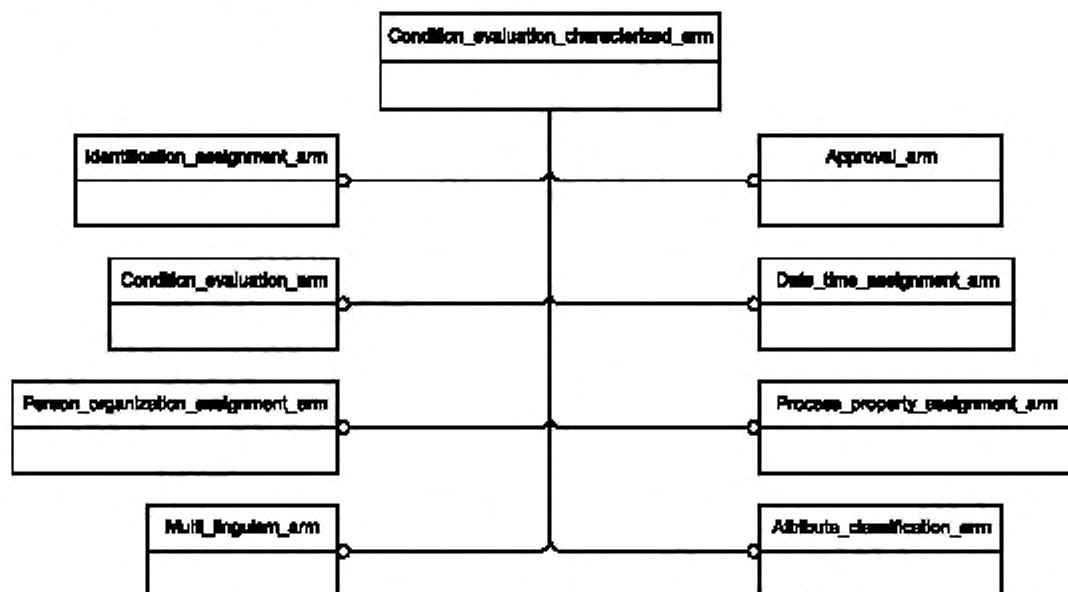 Condition_evaluation_characterized_arm
Identification_assignment_arm
Approval_arm
Condition_evaluation_arm
Date_time_assignment_arm
Person_organization_assignment_arm
Process_property_assignment_arm
Multi_linguism_arm
Attribute_classification_arm